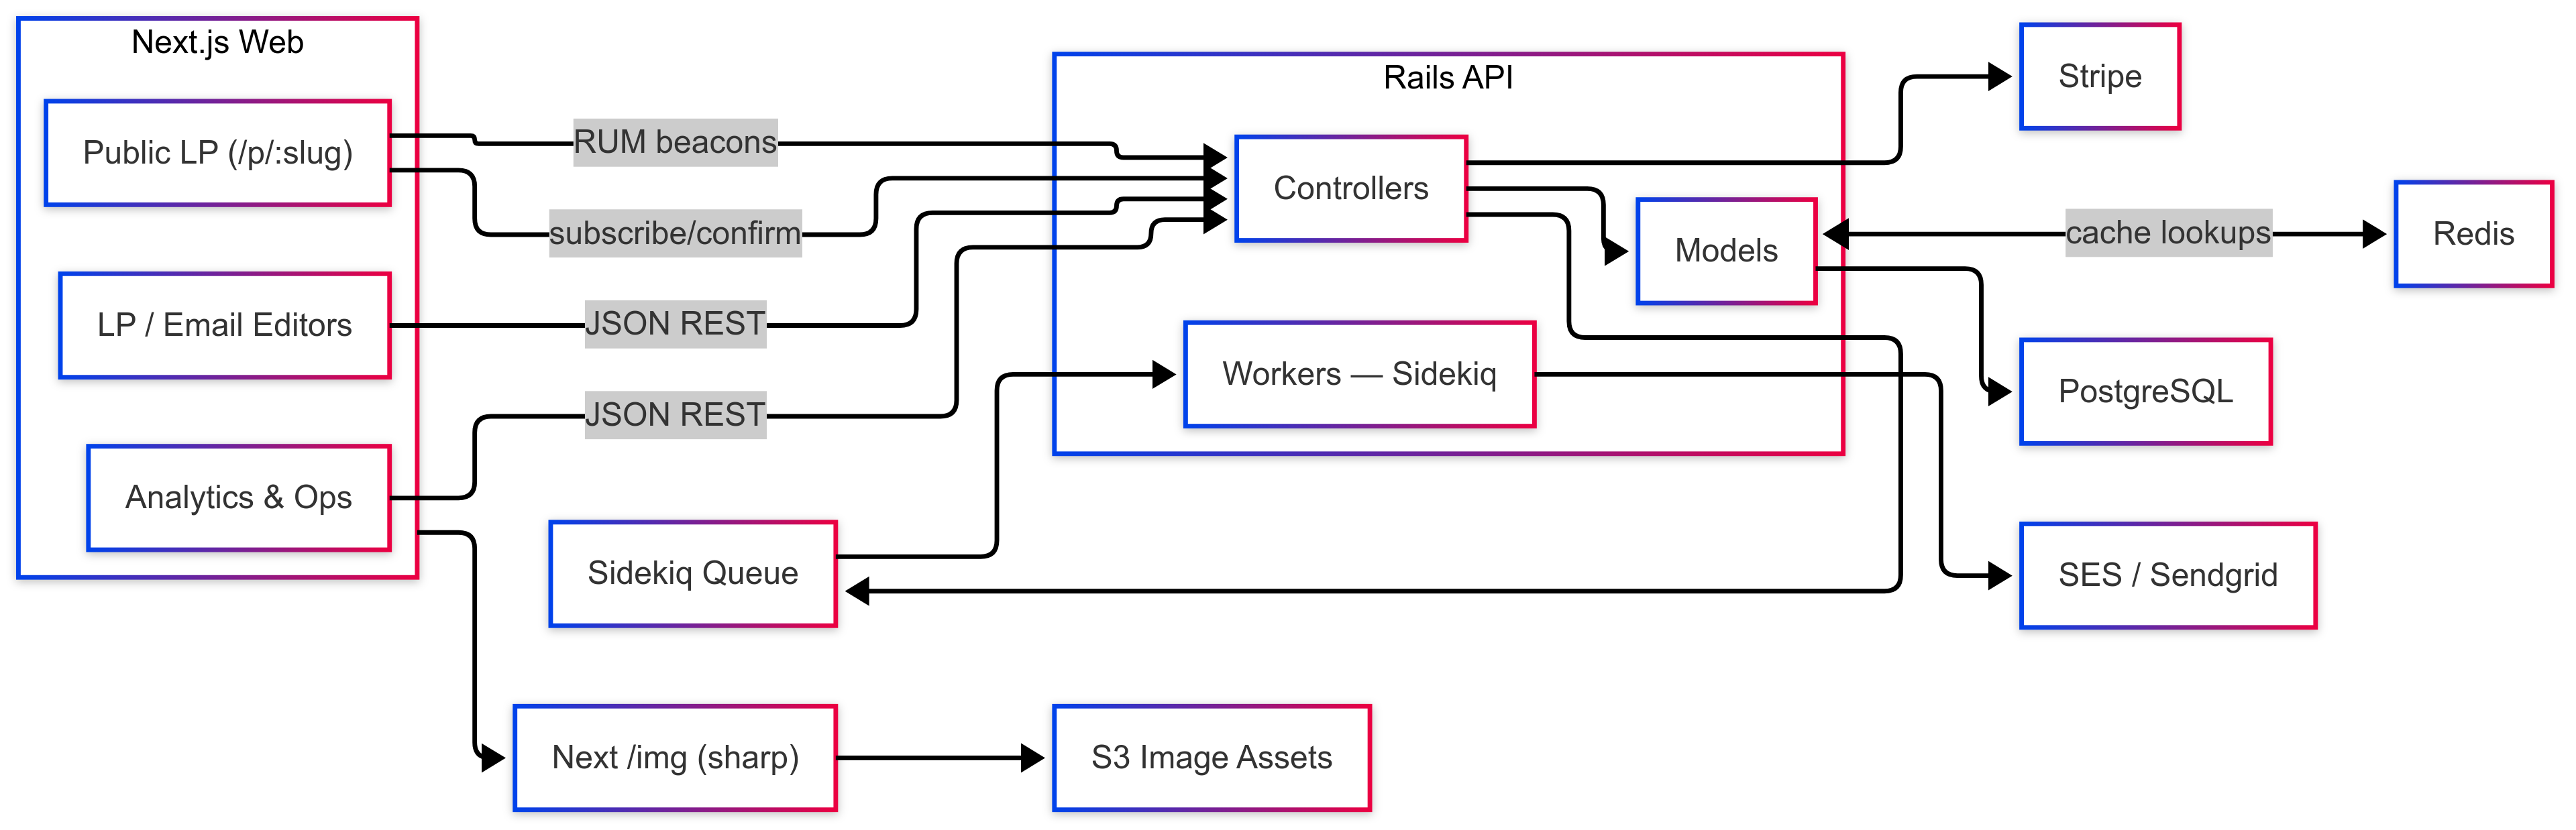 Next.js Web
Public LP (/p/:slug)
LP / Email Editors
Analytics & Ops
RUM beacons
subscribe/confirm
JSON REST
JSON REST
Sidekiq Queue
Next /img (sharp)
S3 Image Assets
Rails API
Controllers
Models
Workers — Sidekiq
Stripe
cache lookups
Redis
PostgreSQL
SES / Sendgrid